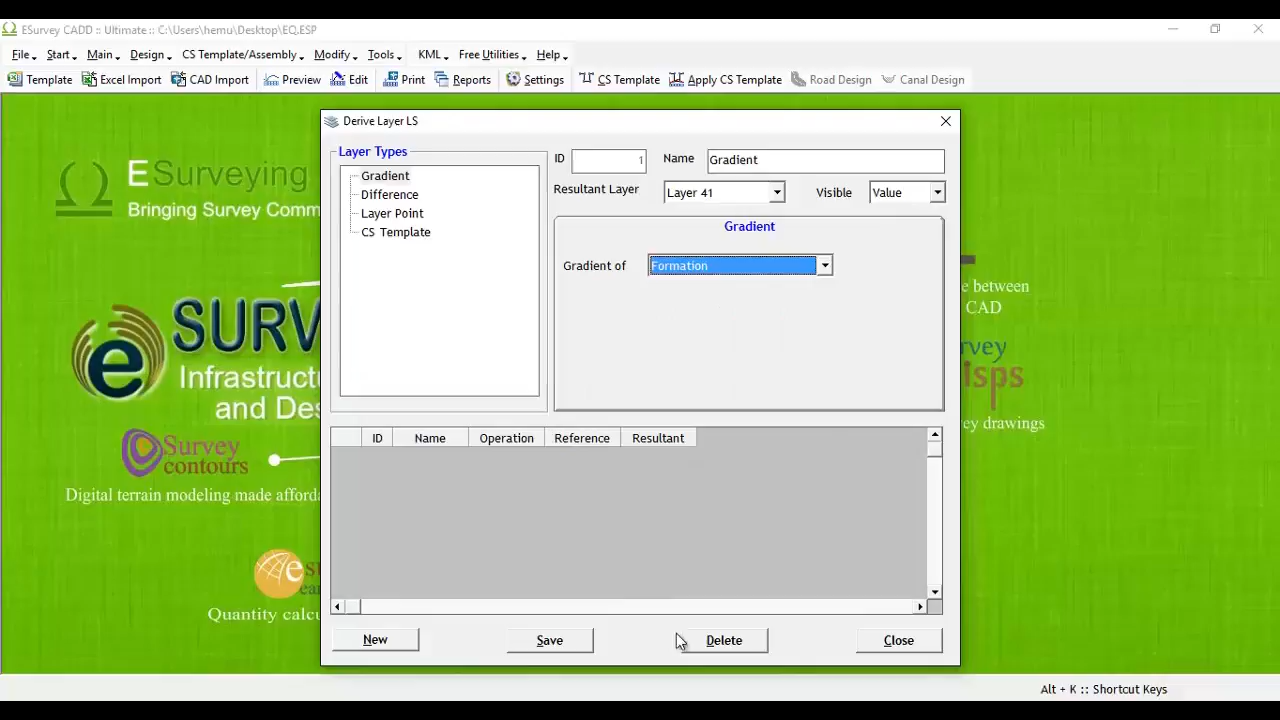 ESurvey CADD :: Ultimate :: C:\Users\hemu\Desktop\EQ.ESP
File Start Main Design CS Template/Assembly Modify Tools KML Free Utilities Help
Template Excel Import CAD Import Preview Edit Print Reports Settings CS Template Apply CS Template Road Design Canal Design
Derive Layer LS
Layer Types
Gradient
Difference
Layer Point
CS Template
ID 1 Name Gradient
Resultant Layer Layer 41 Visible Value
Gradient
Gradient of Formation
ID Name Operation Reference Resultant
New Save Delete Close
ESurveying
Bringing Survey Comm
e SURV
Infrastructu
and Des
Survey
contours
Digital terrain modeling made afforda
es
Quantity calcu
e between
CAD
rvey
isps
vey drawings
Alt + K :: Shortcut Keys